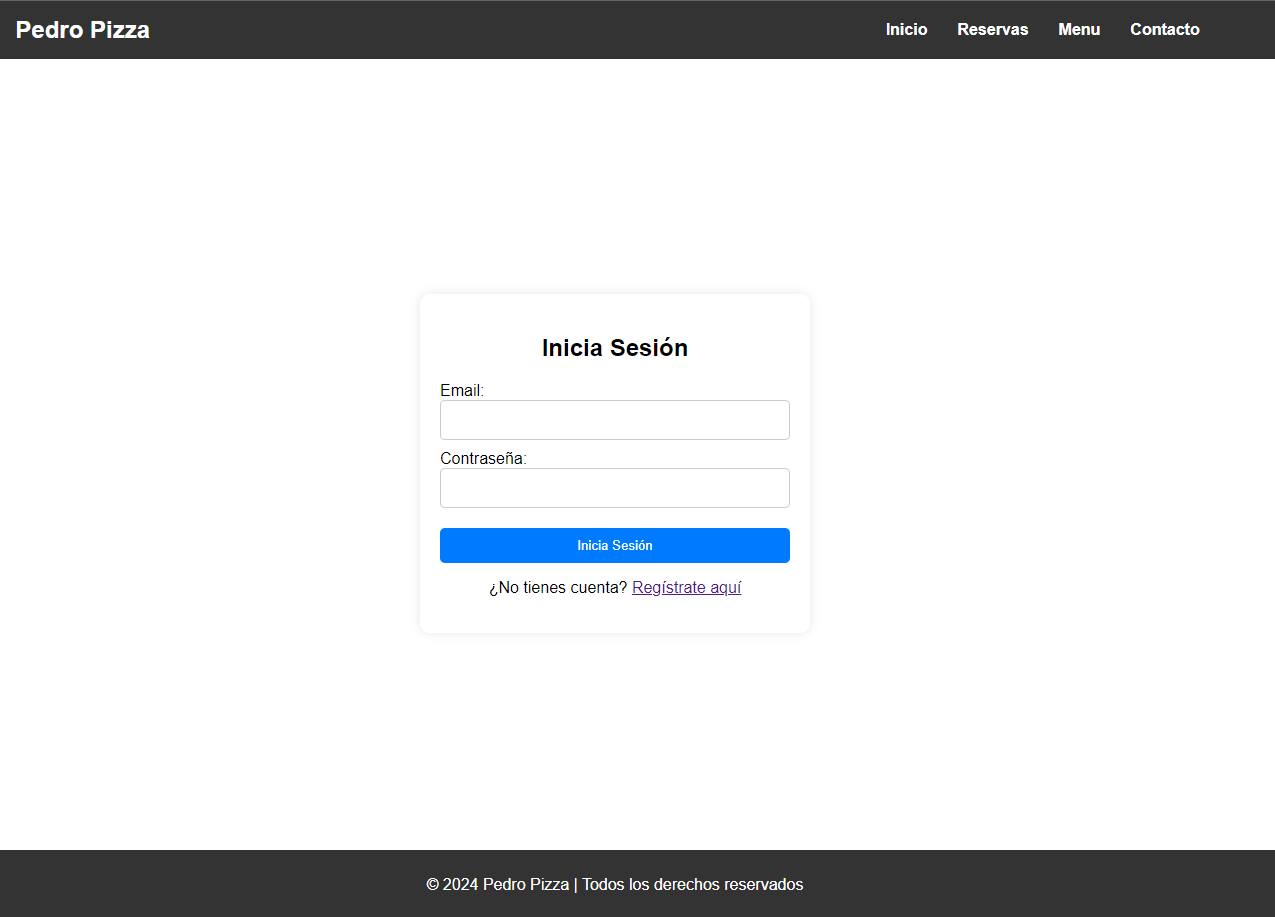 Pedro Pizza
Inicio Reservas Menu Contacto
Inicia Sesión
Email:
Contraseña:
Inicia Sesión
¿No tienes cuenta? Regístrate aquí
© 2024 Pedro Pizza | Todos los derechos reservados